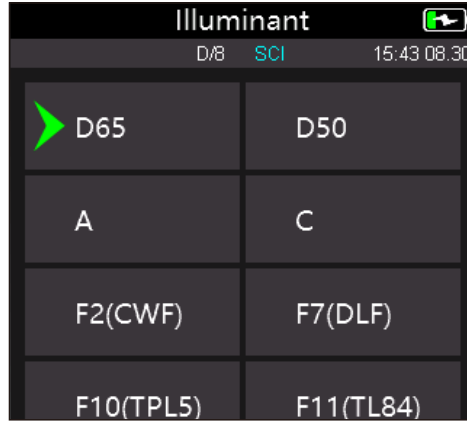 Illuminant
D/8 SCI 15:43 08.30
D65 D50
A C
F2(CWF) F7(DLF)
F10(TPL5) F11(TL84)